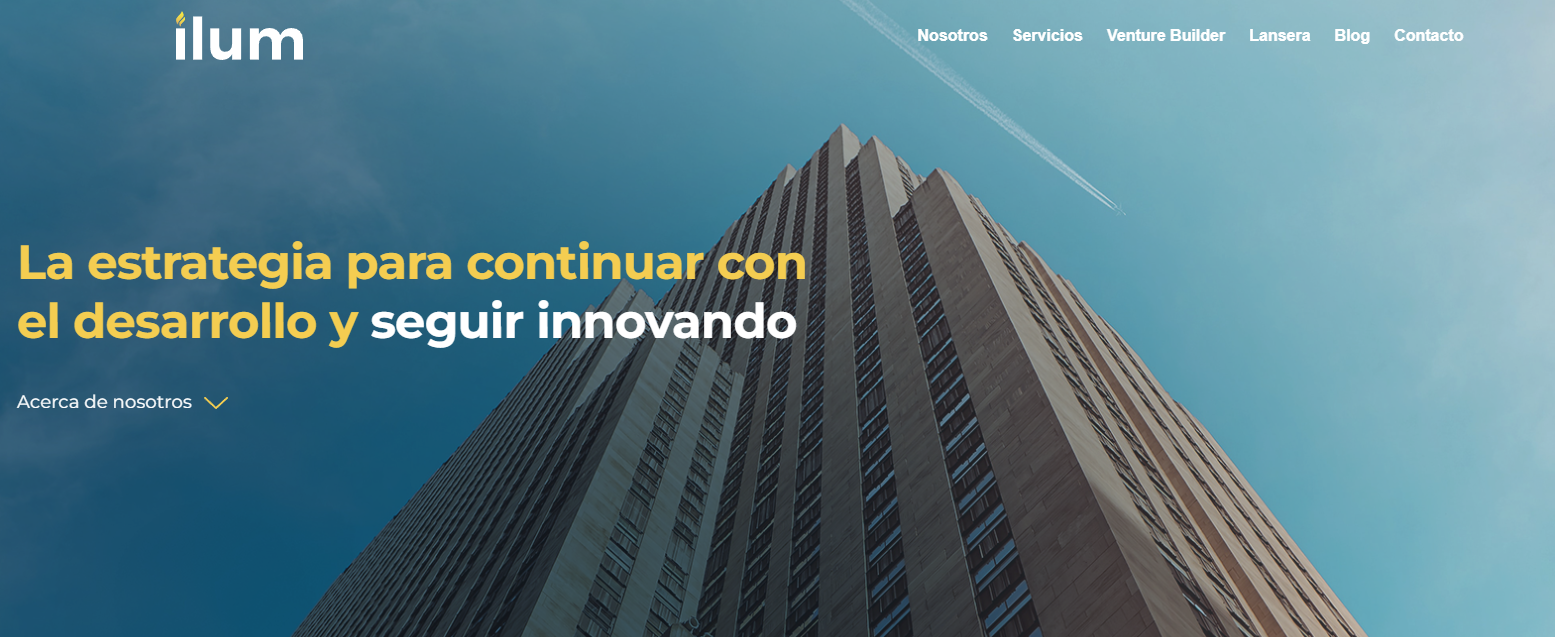 ilum
Nosotros Servicios Venture Builder Lansera Blog Contacto
La estrategia para continuar con
el desarrollo y seguir innovando
Acerca de nosotros